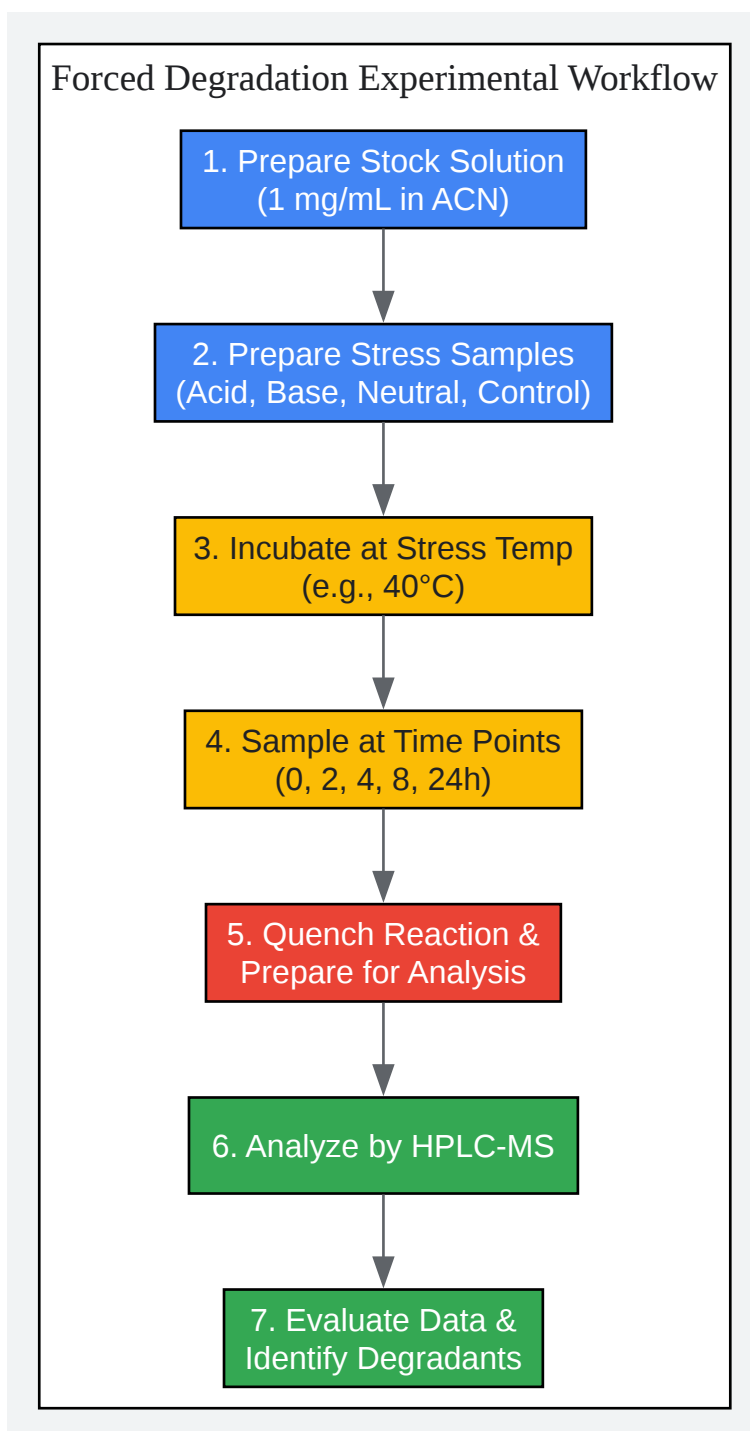 Forced Degradation Experimental Workflow
1. Prepare Stock Solution
(1 mg/mL in ACN)
2. Prepare Stress Samples
(Acid, Base, Neutral, Control)
3. Incubate at Stress Temp
(e.g., 40°C)
4. Sample at Time Points
(0, 2, 4, 8, 24h)
5. Quench Reaction &
Prepare for Analysis
6. Analyze by HPLC-MS
7. Evaluate Data &
Identify Degradants